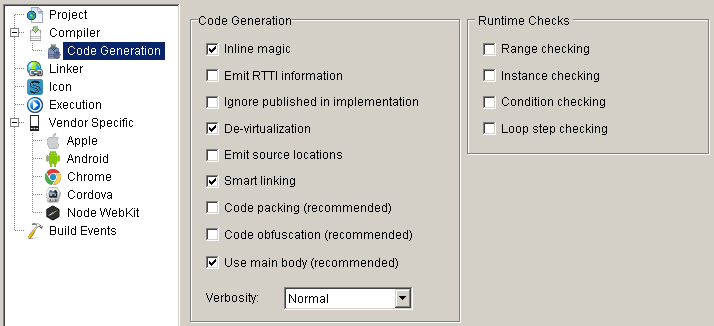 Project
Compiler
Code Generation
Linker
Icon
Execution
Vendor Specific
Apple
Android
Chrome
Cordova
Node WebKit
Build Events
Code Generation
Inline magic
Emit RTTI information
Ignore published in implementation
De-virtualization
Emit source locations
Smart linking
Code packing (recommended)
Code obfuscation (recommended)
Use main body (recommended)
Verbosity: Normal
Runtime Checks
Range checking
Instance checking
Condition checking
Loop step checking